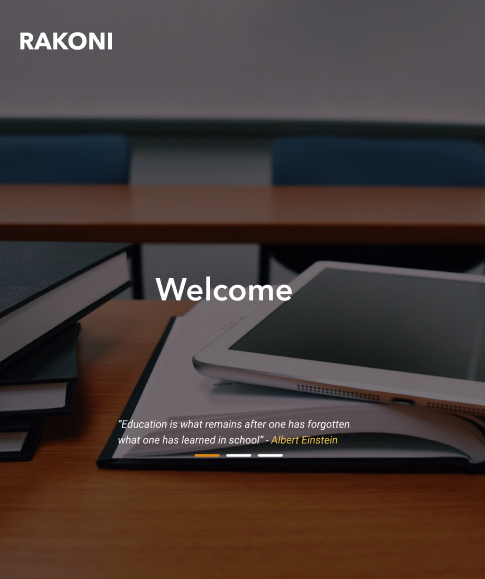 RAKONI
Welcome
“Education is what remains after one has forgotten
what one has learned in school” - Albert Einstein